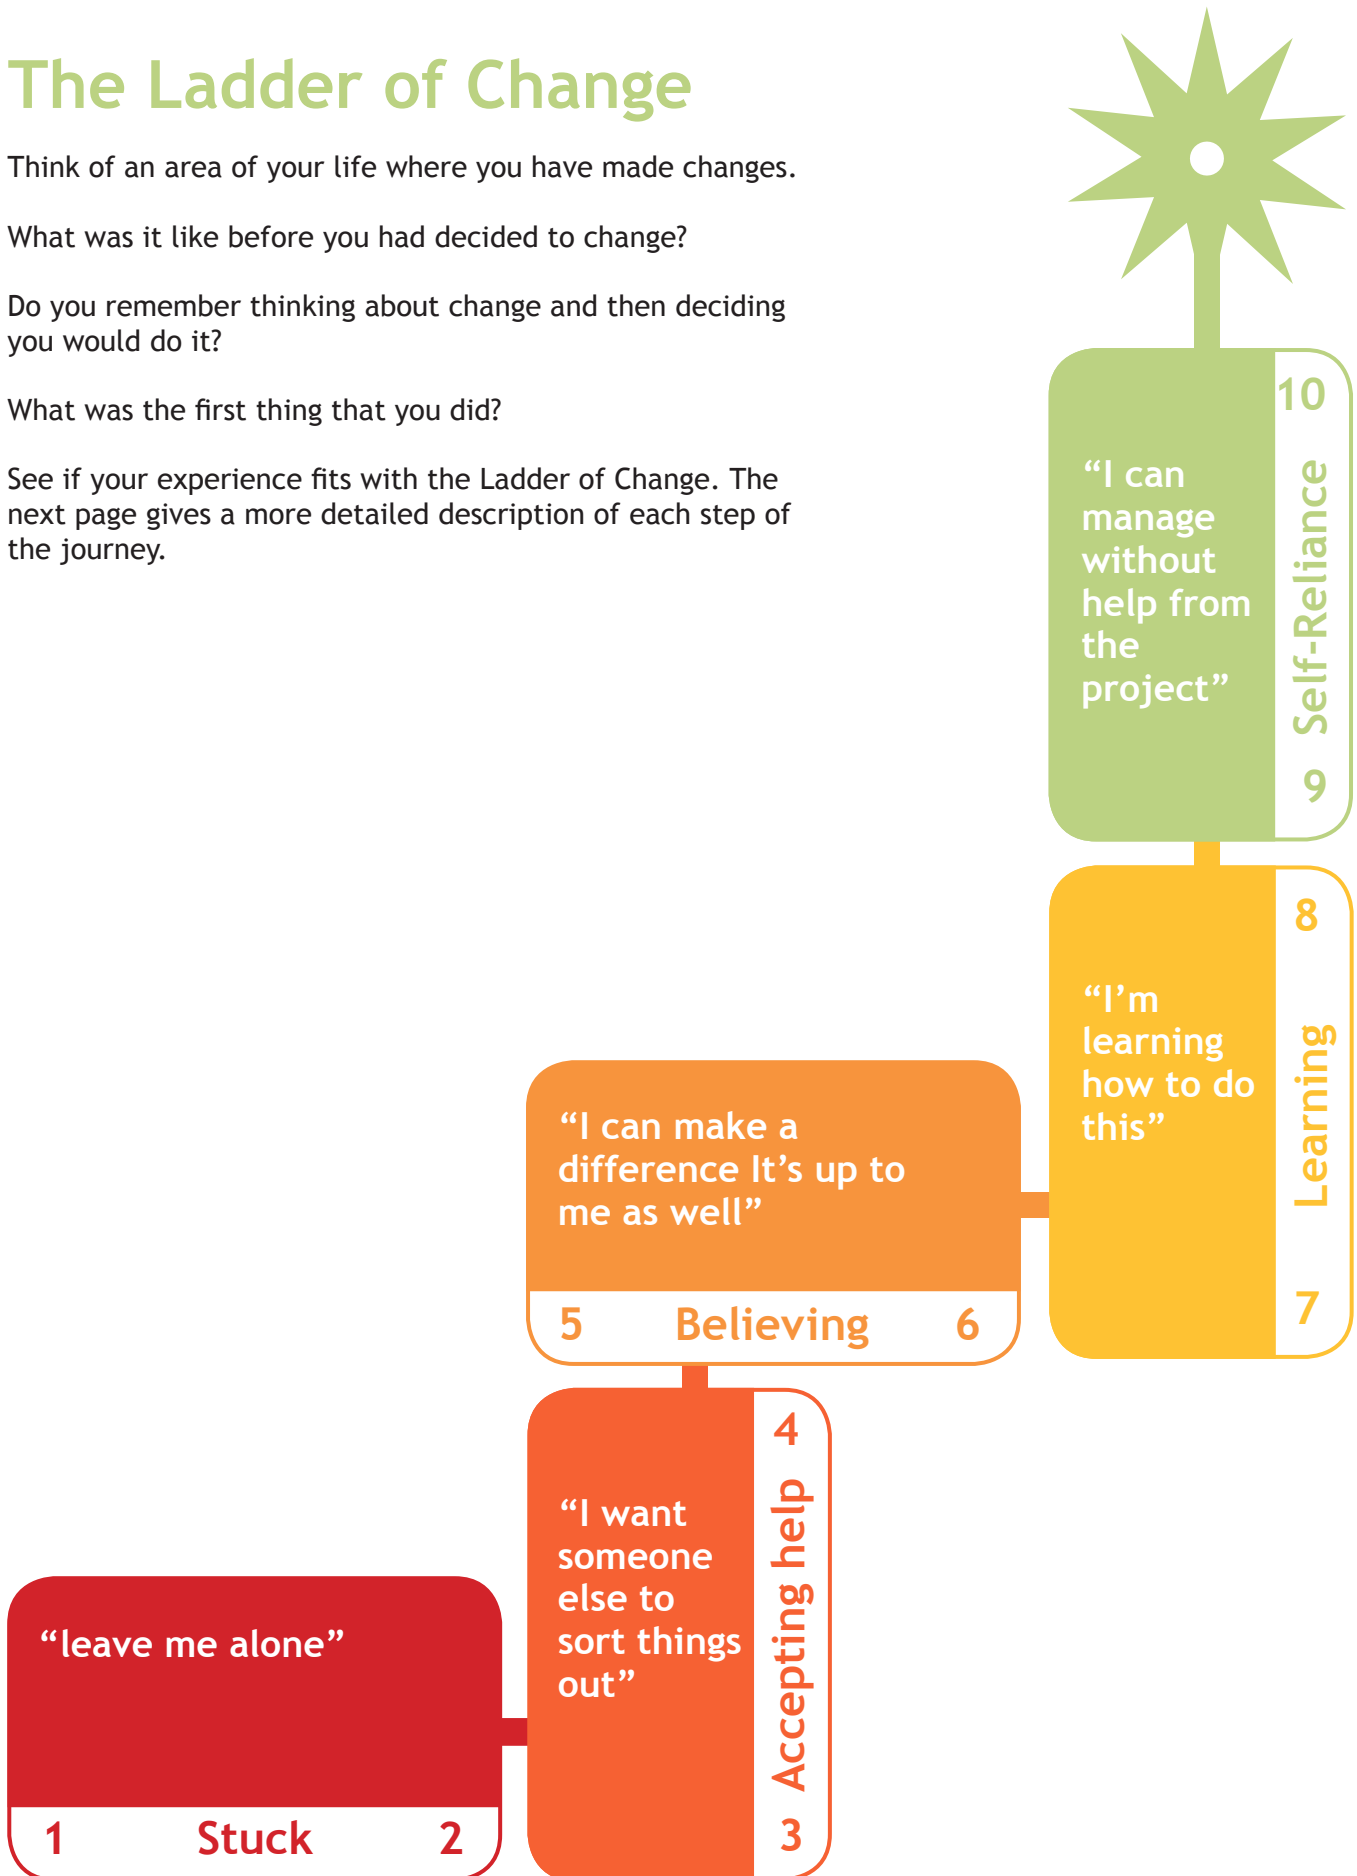 The Ladder of Change
Think of an area of your life where you have made changes.
What was it like before you had decided to change?
Do you remember thinking about change and then deciding
you would do it?
What was the first thing that you did?
See if your experience fits with the Ladder of Change. The
next page gives a more detailed description of each step of
the journey.
10
Self-Reliance
9
“I can
manage
without
help from
the
project”
8
Learning
7
“I’m
learning
how to do
this”
“I can make a
difference It’s up to
me as well”
5 Believing 6
4
Accepting help
3
“I want
someone
else to
sort things
out”
“leave me alone”
1 Stuck 2